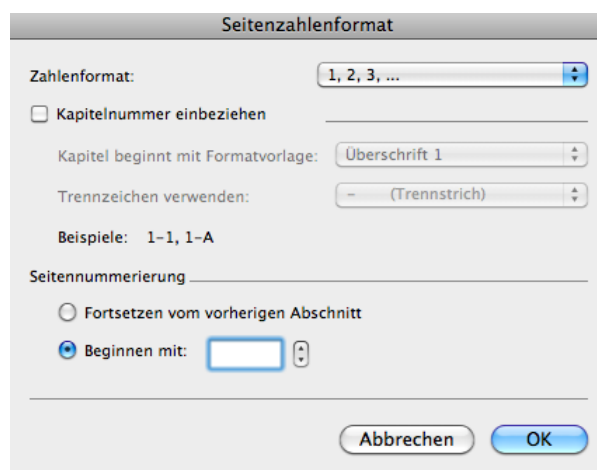 Seitenzahlenformat
Zahlenformat: 1, 2, 3, ...
Kapitelnummer einbeziehen
Kapitel beginnt mit Formatvorlage: Überschrift 1
Trennzeichen verwenden: - (Trennstrich)
Beispiele: 1-1, 1-A
Seitennummerierung
Fortsetzen vom vorherigen Abschnitt
Beginnen mit:
Abbrechen OK